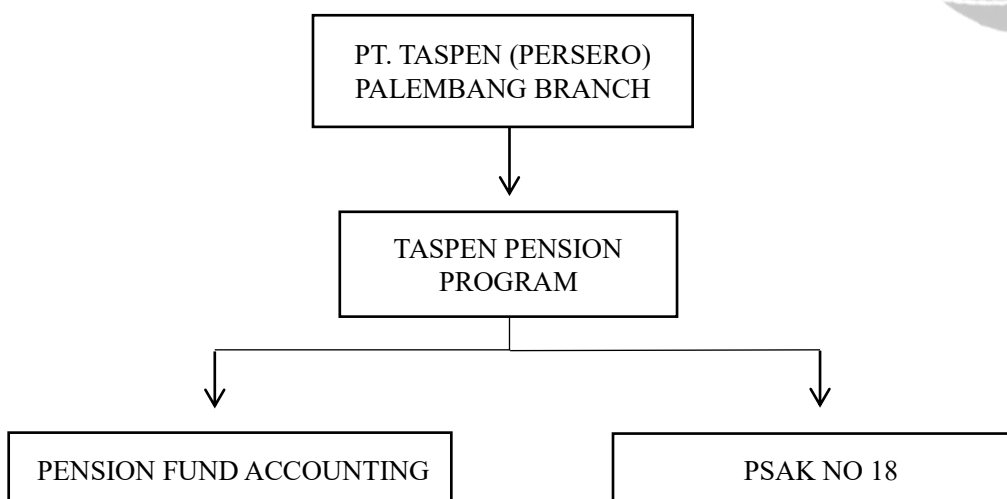 PT. TASPEN (PERSERO)
PALEMBANG BRANCH
TASPEN PENSION
PROGRAM
PENSION FUND ACCOUNTING
PSAK NO 18